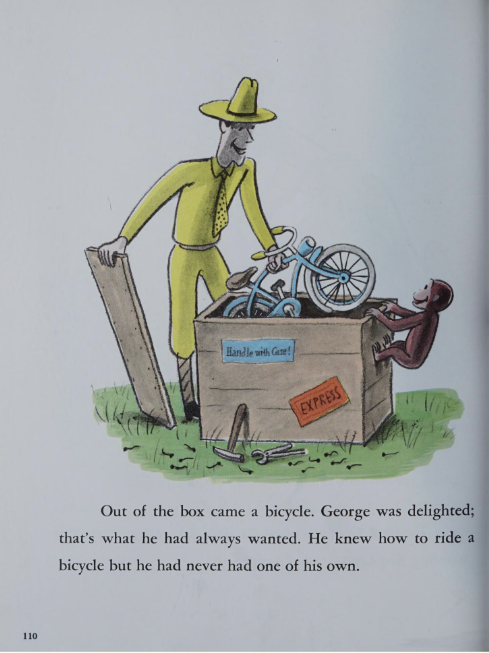 Handle with Care!
EXPRESS
Out of the box came a bicycle. George was delighted;
that's what he had always wanted. He knew how to ride a
bicycle but he had never had one of his own.
110